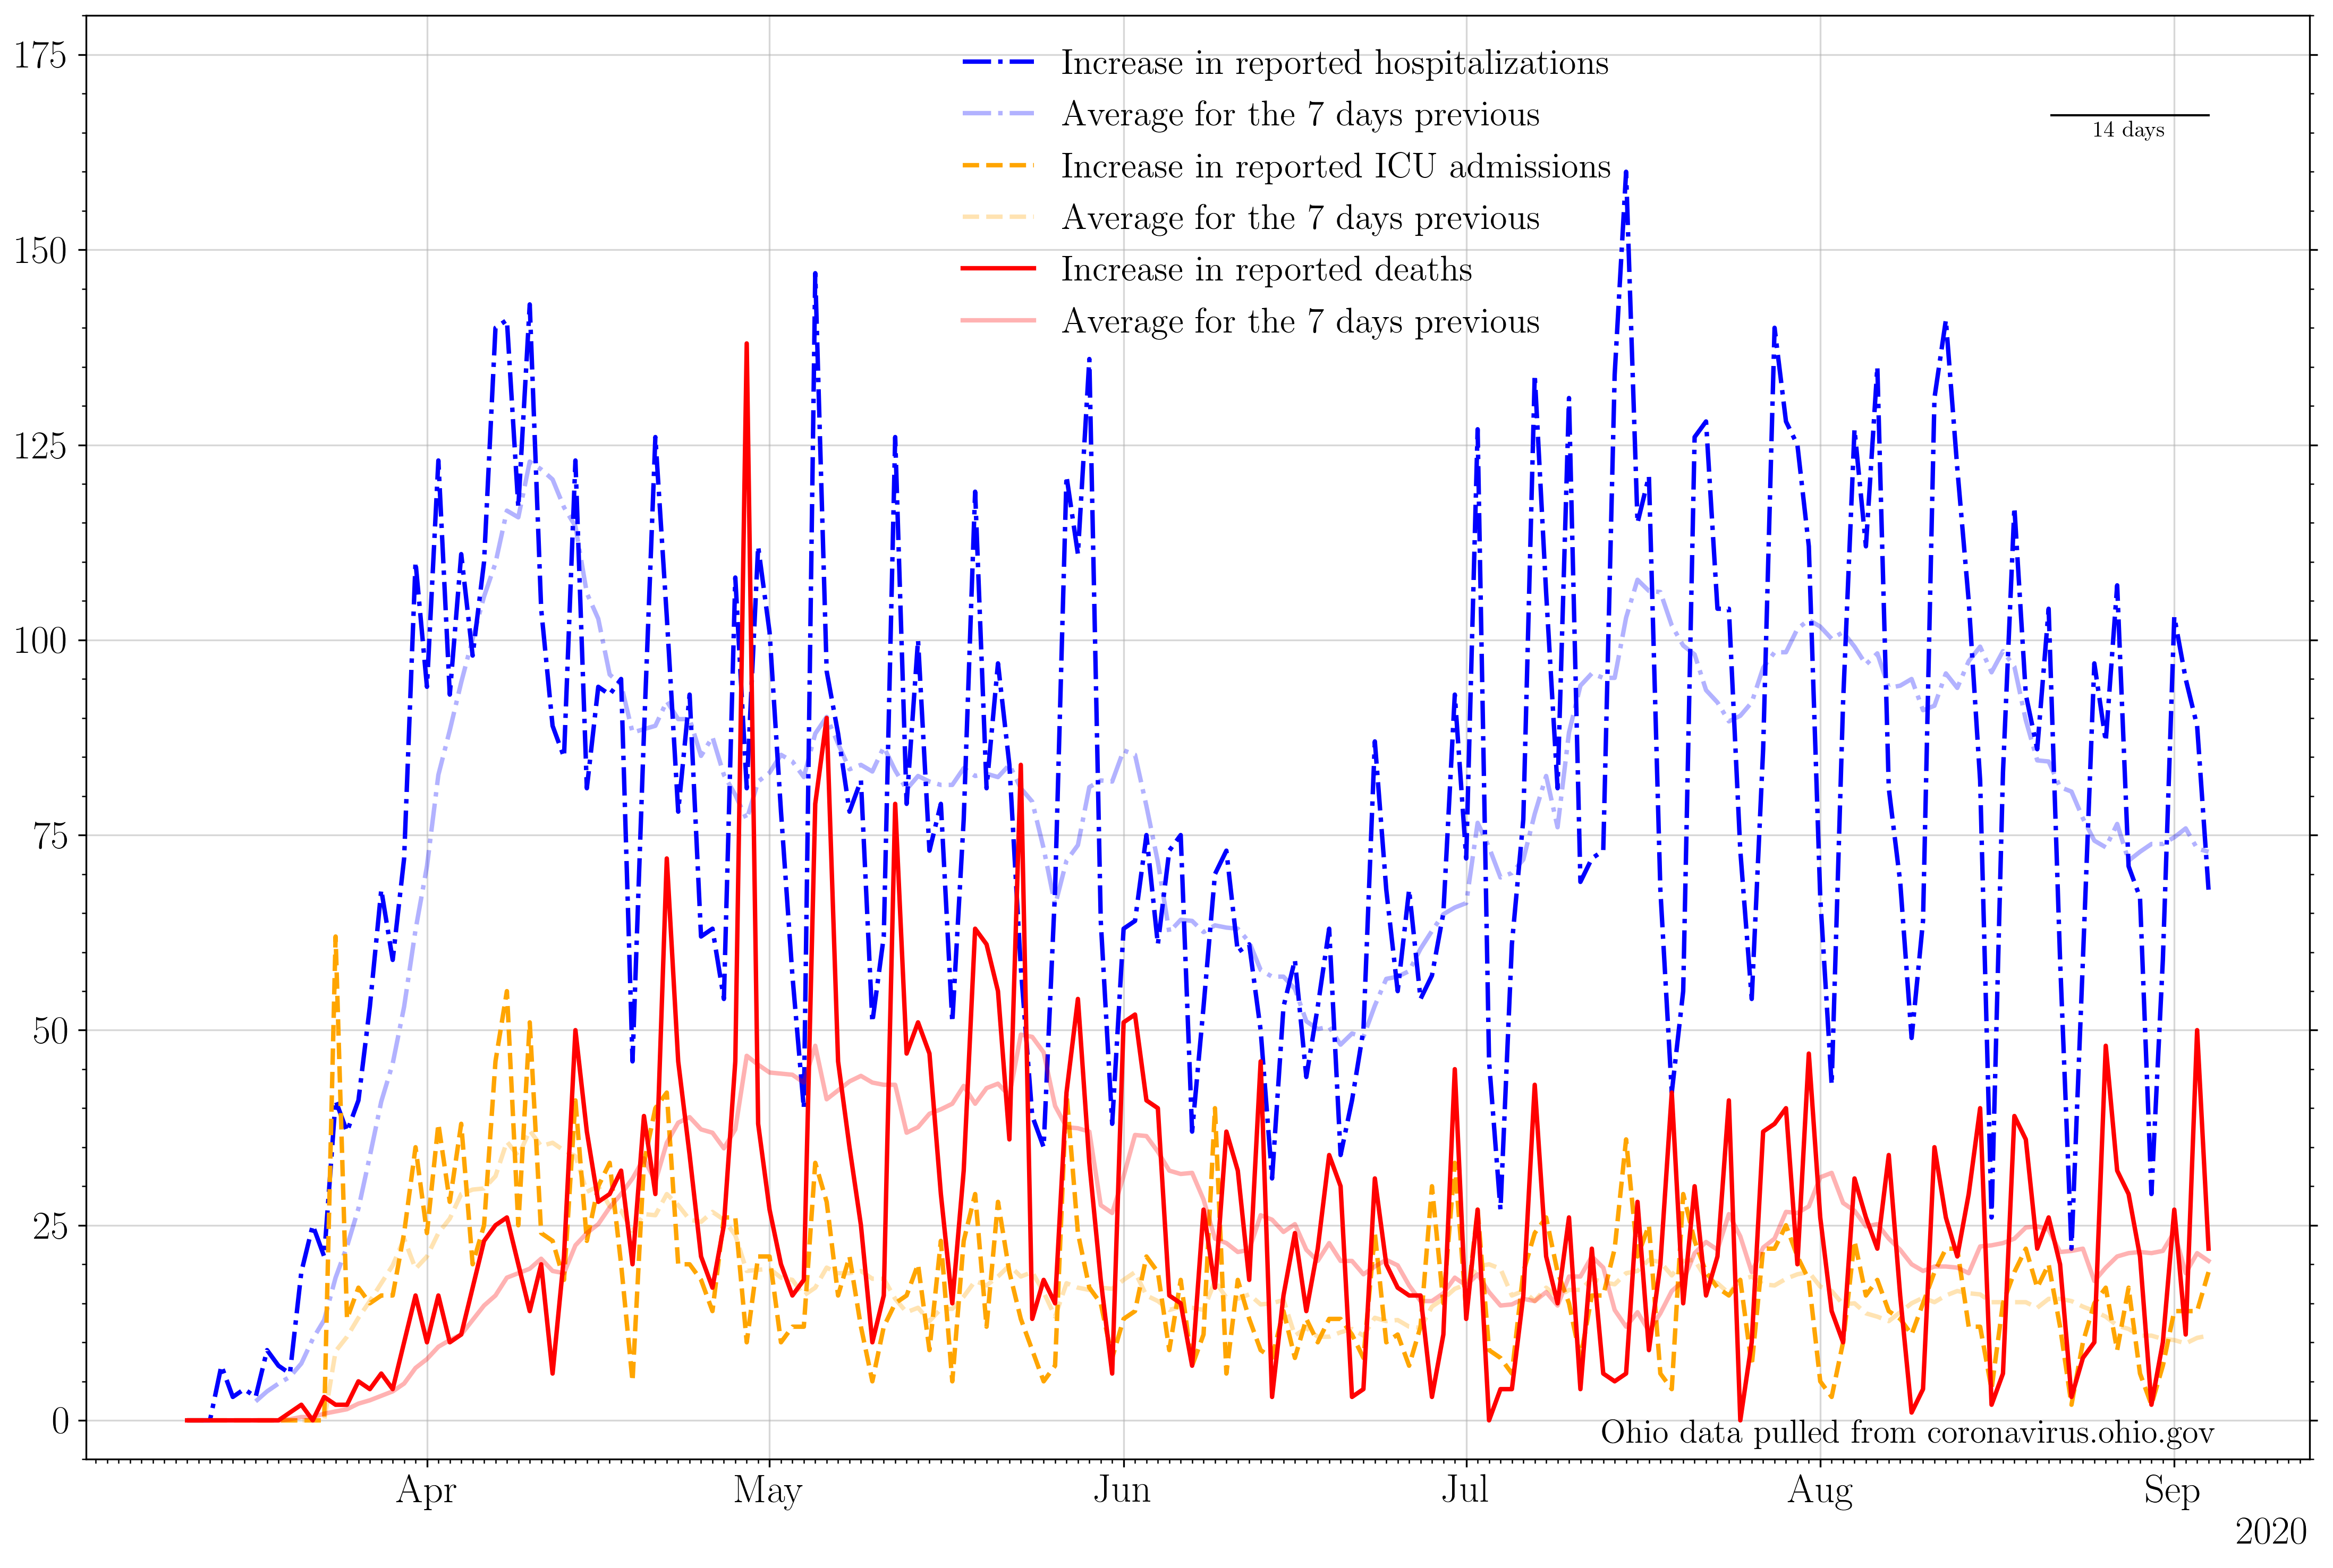 175
150
125
100
75
50
25
0
Increase in reported hospitalizations
Average for the 7 days previous
Increase in reported ICU admissions
Average for the 7 days previous
Increase in reported deaths
Average for the 7 days previous
14 days
Ohio data pulled from coronavirus.ohio.gov
Apr May Jun Jul Aug Sep
2020